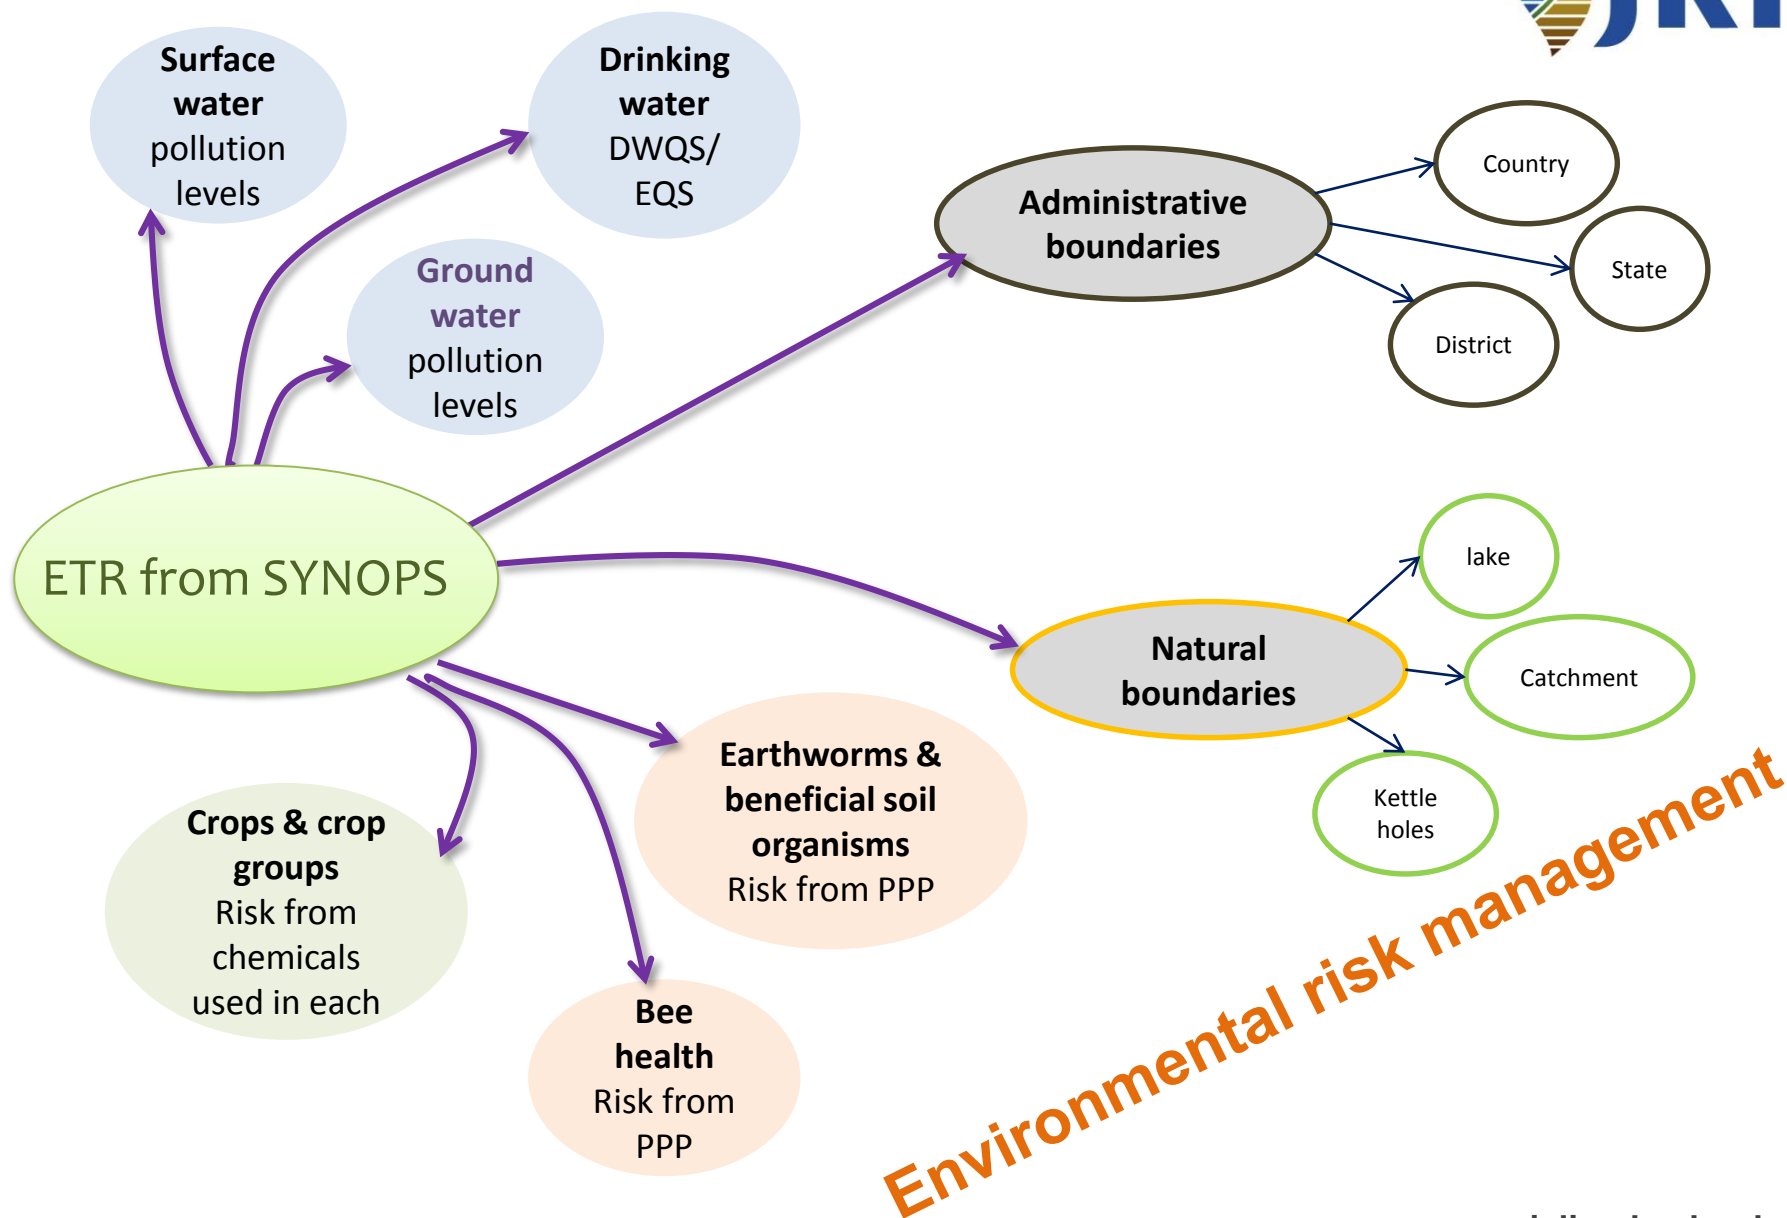 Surface
water
pollution
levels
Drinking
water
DWQS/
EQS
Ground
water
pollution
levels
Administrative
boundaries
Country
State
District
ETR from SYNOPS
lake
Natural
boundaries
Catchment
Kettle
holes
Earthworms &
beneficial soil
organisms
Risk from PPP
Crops & crop
groups
Risk from
chemicals
used in each
Bee
health
Risk from
PPP
Environmental risk management